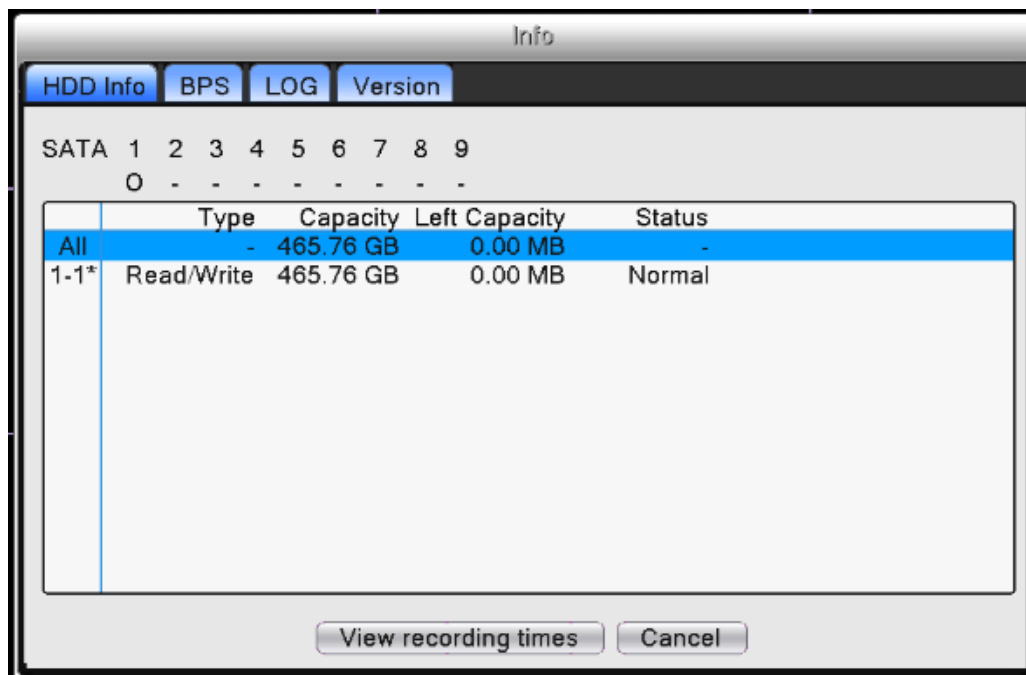 Info
HDD Info BPS LOG Version
SATA 1 2 3 4 5 6 7 8 9
O - - - - - - - -
Type Capacity Left Capacity Status
All - 465.76 GB 0.00 MB -
1-1* Read/Write 465.76 GB 0.00 MB Normal
View recording times Cancel